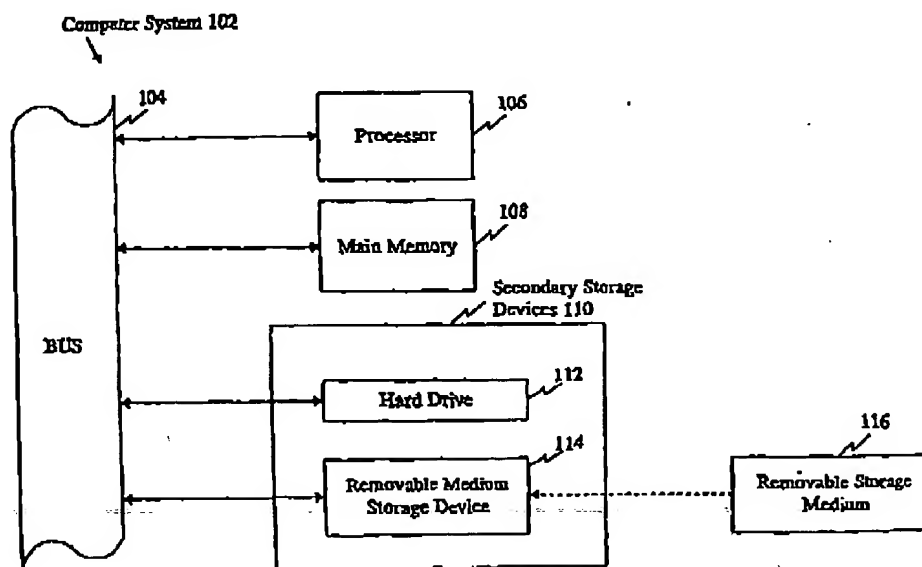 Computer System 102
104
106
Processor
108
Main Memory
Secondary Storage
Devices 110
BUS
112
Hard Drive
114
Removable Medium
Storage Device
116
Removable Storage
Medium